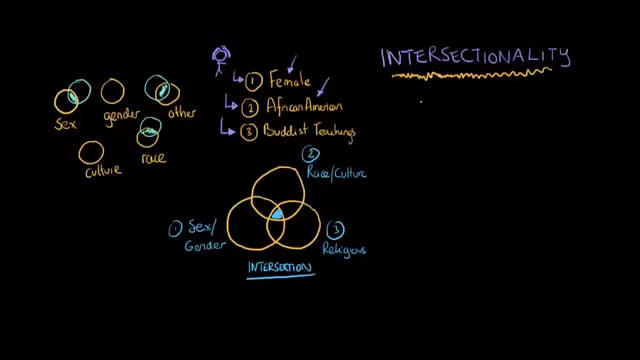 INTERSECTIONALITY
① Female
② African American
③ Buddist Teachings
Sex
gender
other
culture
race
② Race/Culture
① Sex/
Gender
③ Religious
INTERSECTION